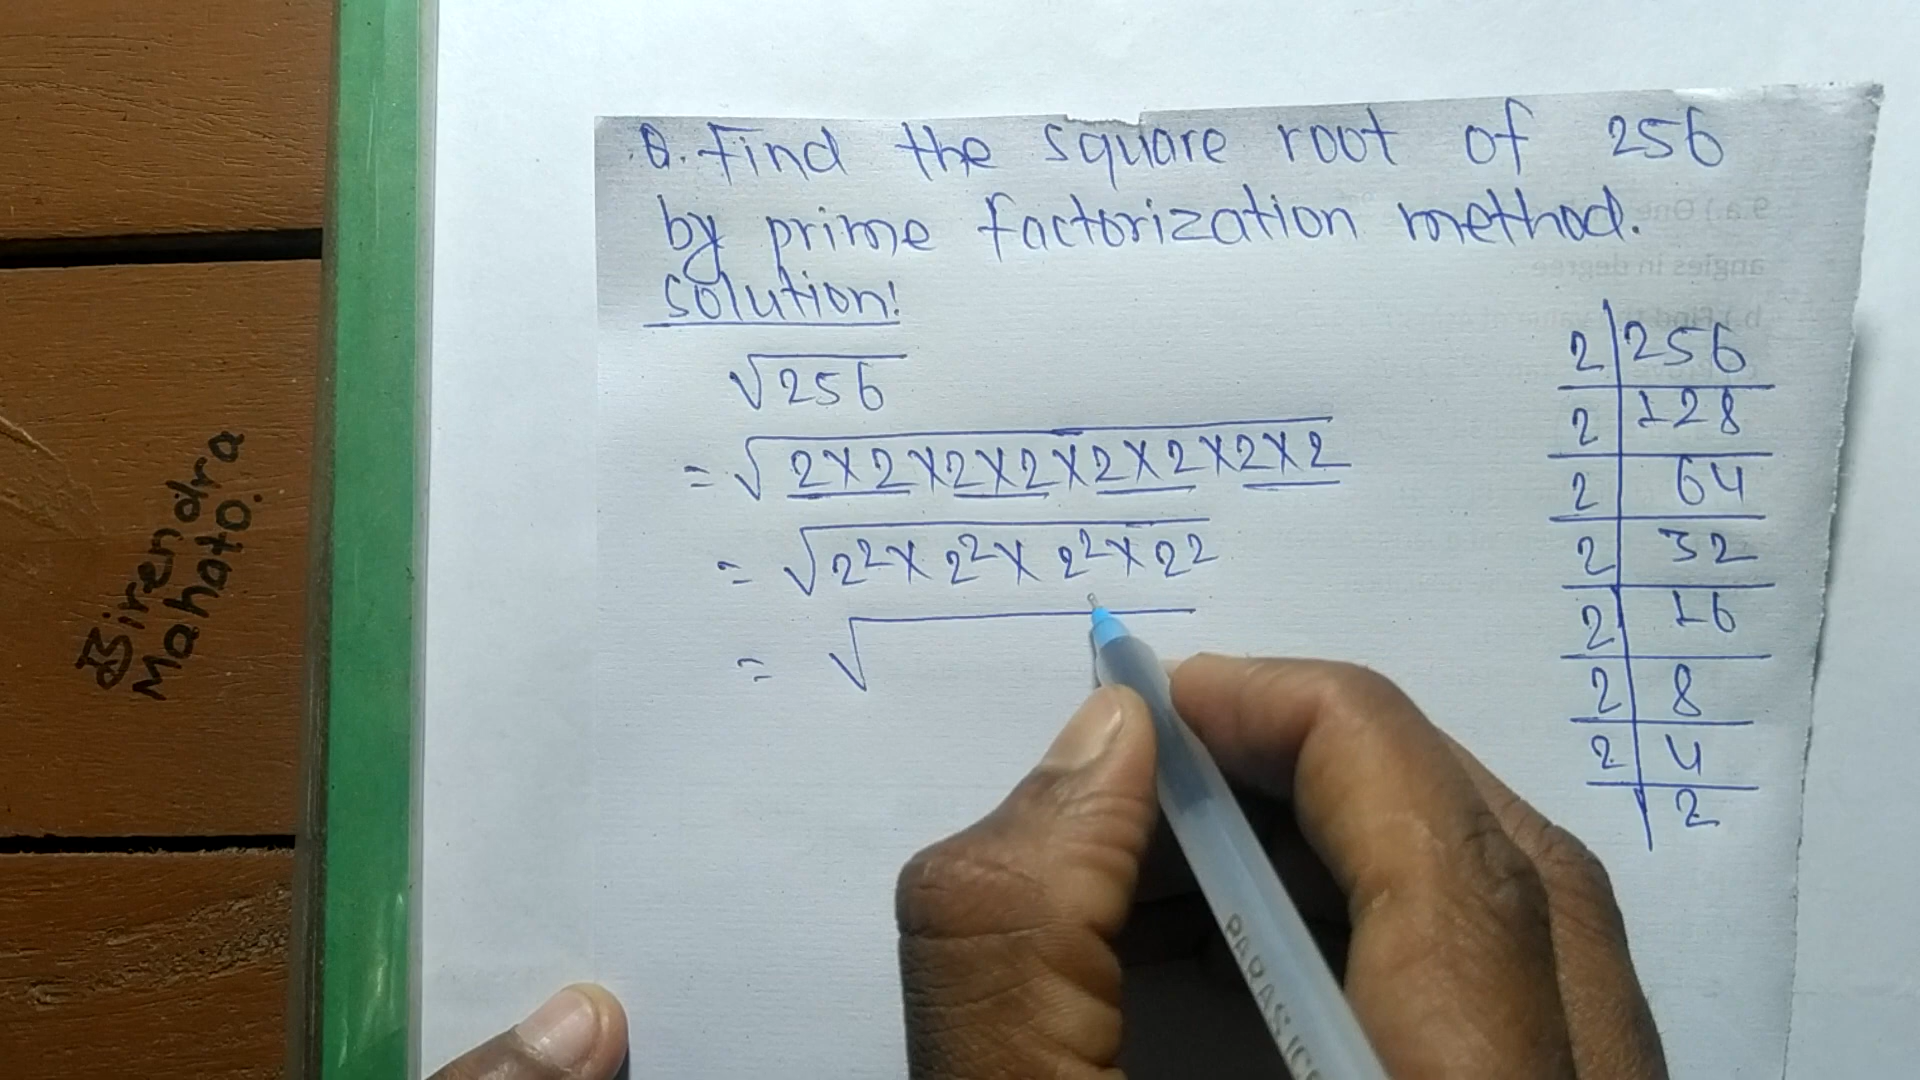 Q. Find the square root of 256
by prime factorization method.
Solution:
√256
= √2×2×2×2×2×2×2×2
= √2²×2²×2²×2²
= √
2 | 256
2 | 128
2 | 64
2 | 32
2 | 16
2 | 8
2 | 4
| 2
Birendra
Mahato.